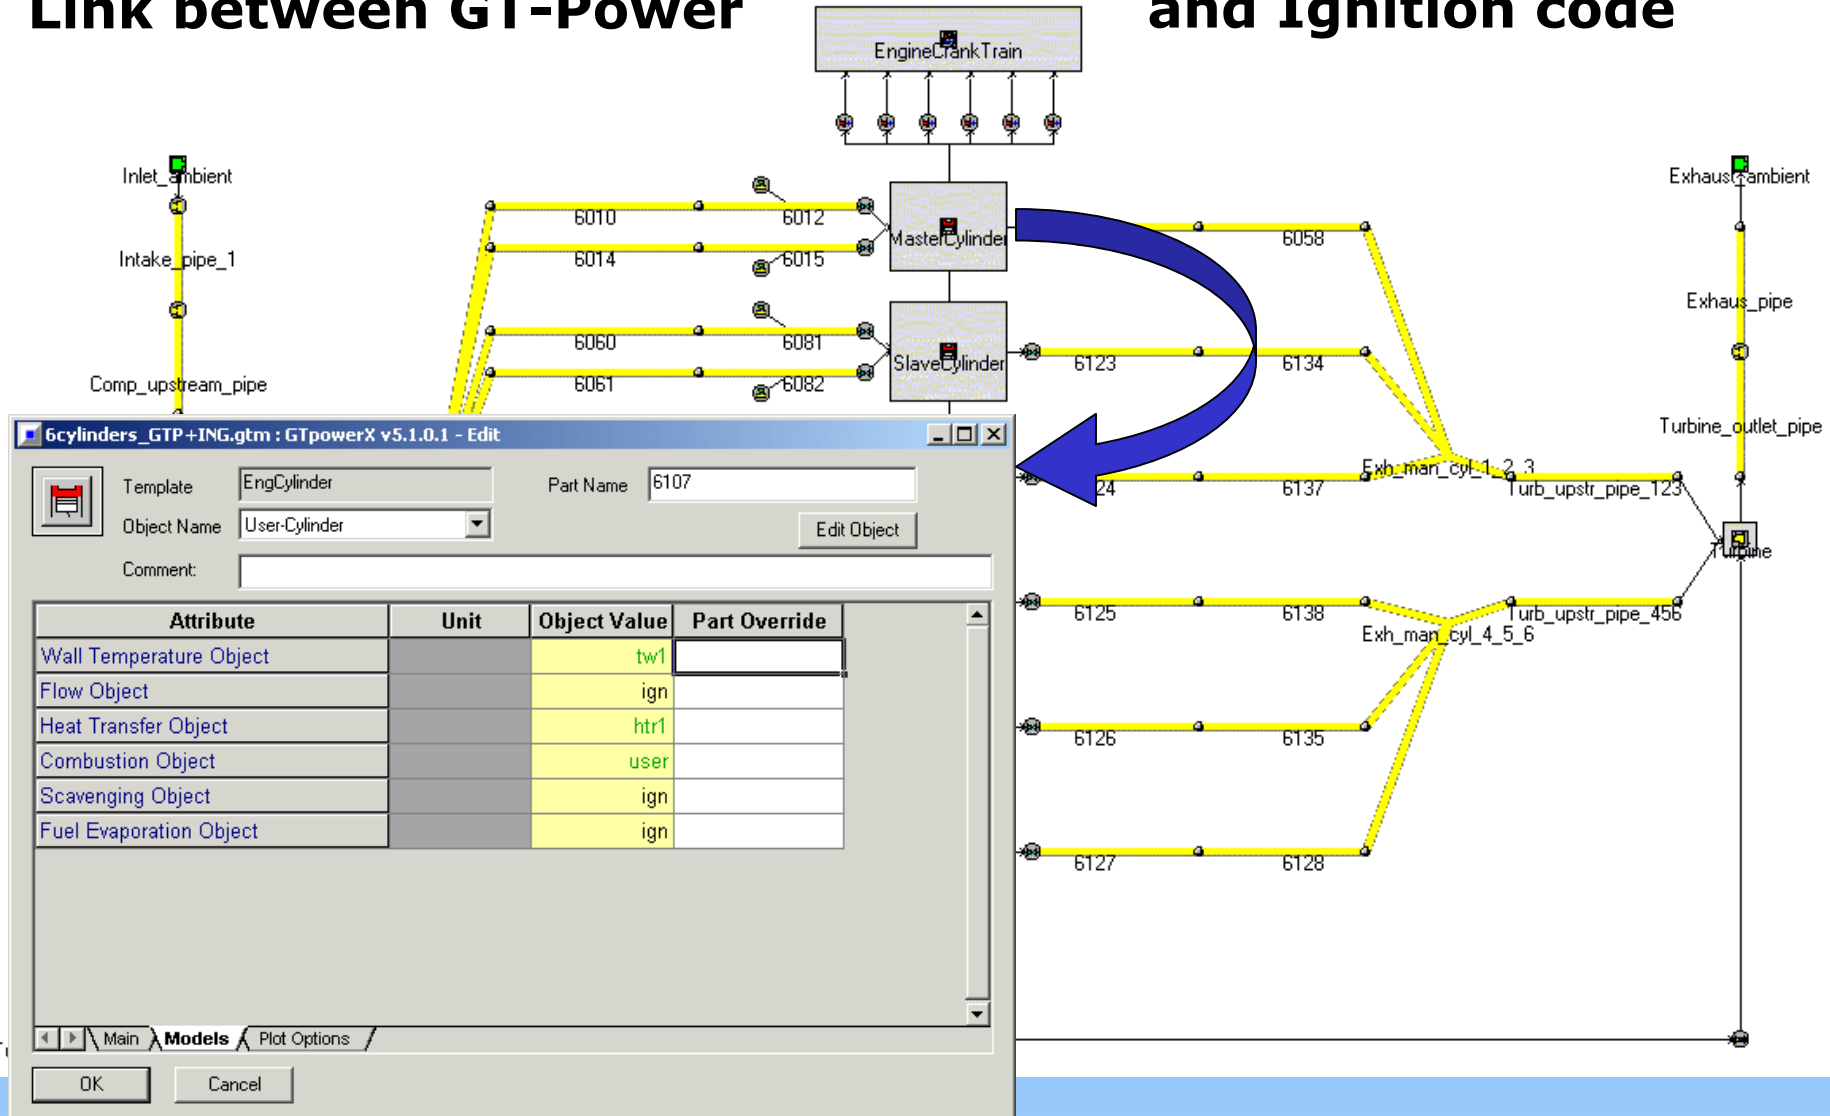 Link between GT-Power and Ignition code
EngineCrankTrain
Inlet_ambient
Exhaust_ambient
6010
6012
MasterCylinder
6058
Intake_pipe_1
6014
6015
Exhaus_pipe
6060
6081
SlaveCylinder
6123
6134
Comp_upstream_pipe
6061
6082
Turbine_outlet_pipe
6cylinders_GTP+ING.gtm : GTpowerX v5.1.0.1 - Edit
Template
EngCylinder
Part Name
6107
Object Name
User-Cylinder
Edit Object
Comment:
Attribute Unit Object Value Part Override
Wall Temperature Object tw1
Flow Object ign
Heat Transfer Object htr1
Combustion Object user
Scavenging Object ign
Fuel Evaporation Object ign
Main Models Plot Options
OK
Cancel
24
6137
Exh_man_cyl_1_2_3
Turb_upstr_pipe_123
Turbine
6125
6138
Turb_upstr_pipe_456
Exh_man_cyl_4_5_6
6126
6135
6127
6128